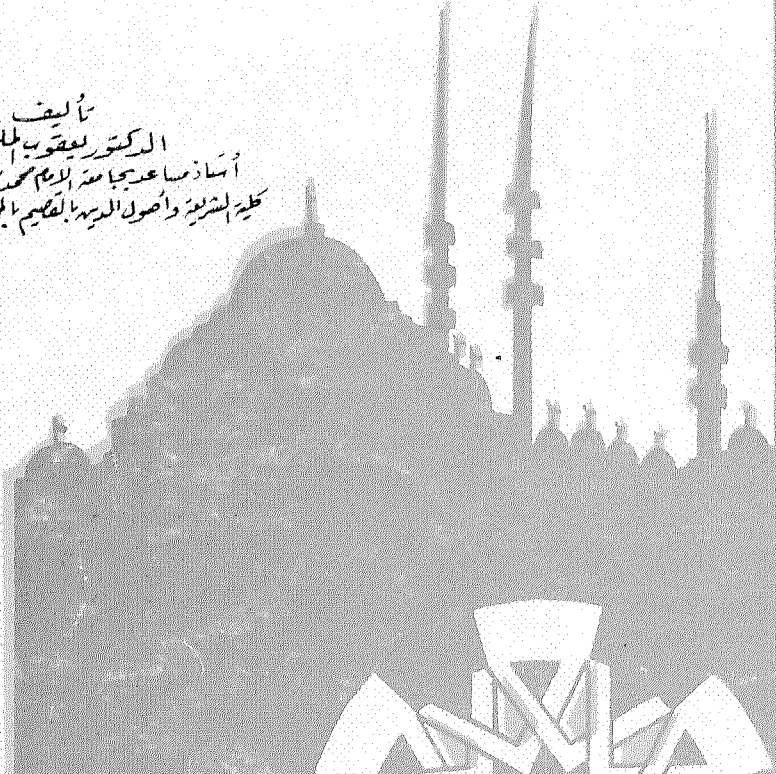 تأليف
الدكتور يعقوب
أستاذ مساعد بجامعة الإمام محمد
كلية الشريعة وأصول الدين بالقصيم